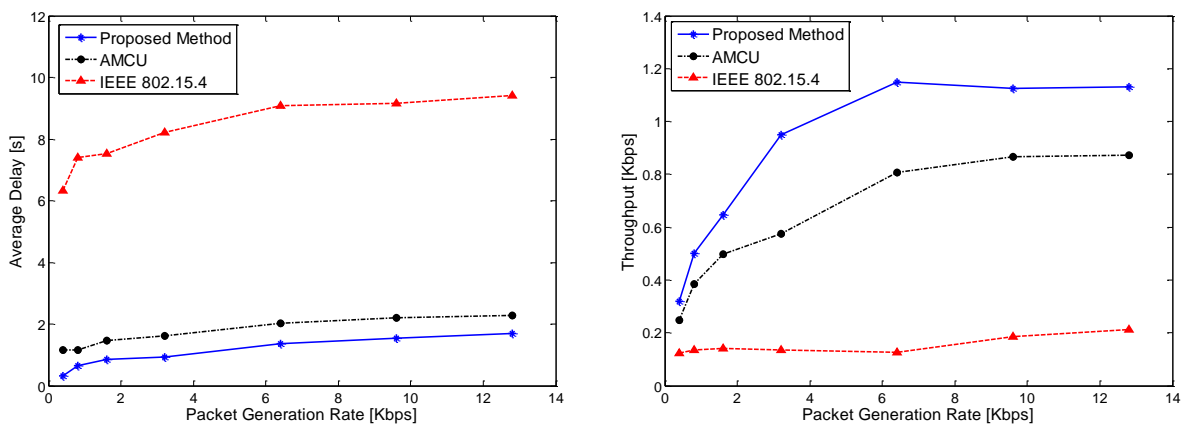 12
10
8
6
4
2
0
Average Delay [s]
Proposed Method
AMCU
IEEE 802.15.4
0 2 4 6 8 10 12 14
Packet Generation Rate [Kbps]
1.4
1.2
1
0.8
0.6
0.4
0.2
0
Throughput [Kbps]
Proposed Method
AMCU
IEEE 802.15.4
0 2 4 6 8 10 12 14
Packet Generation Rate [Kbps]